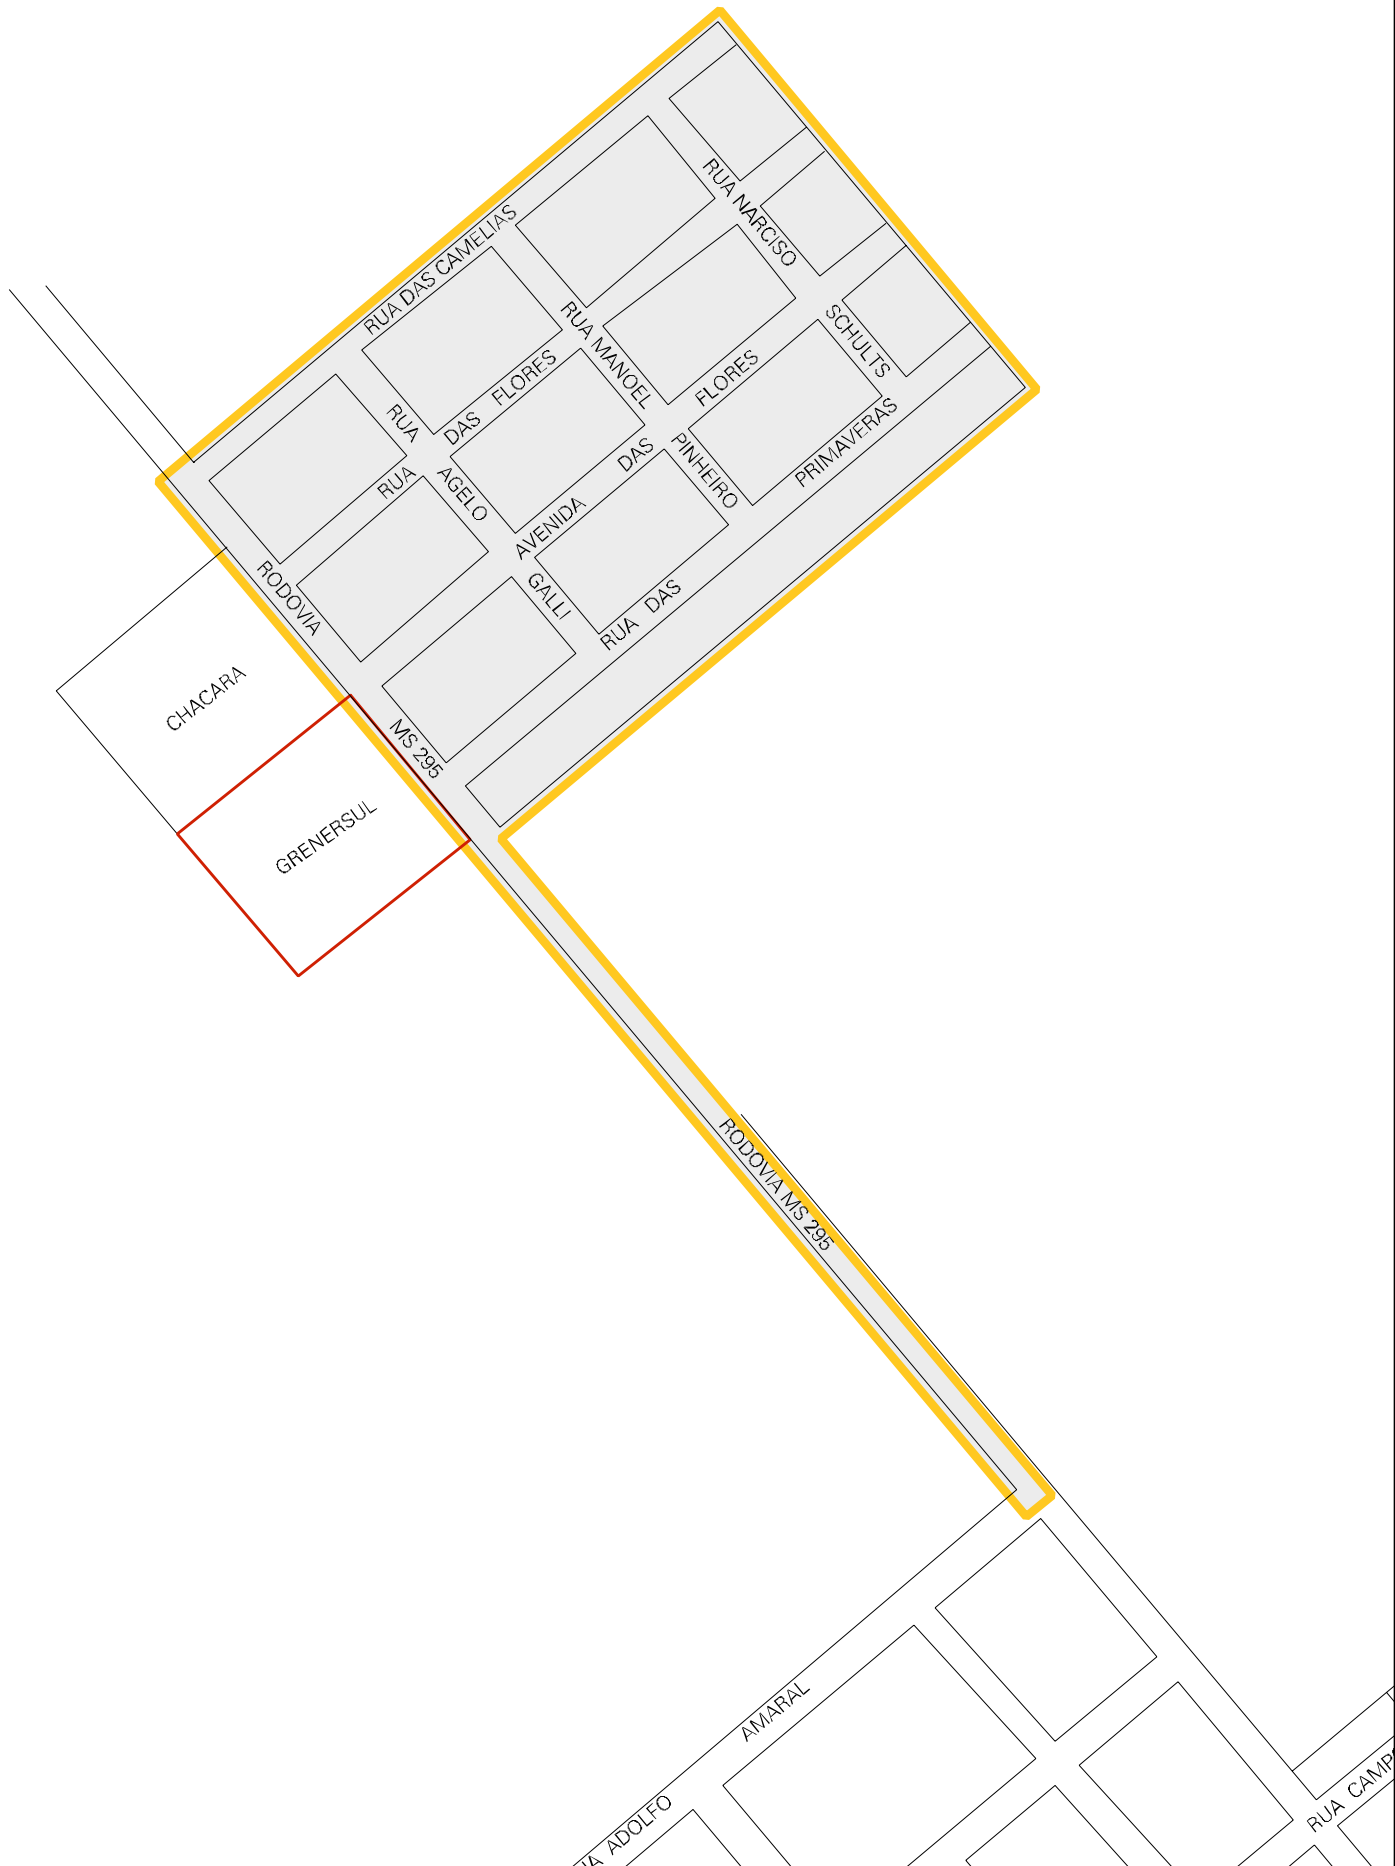 RUA DAS CAMELIAS
RUA NARCISO
SCHULTS
RUA MANOEL
PINHEIRO
RUA DAS FLORES
RUA
AGELO
GALLI
AVENIDA DAS FLORES
RUA DAS PRIMAVERAS
RODOVIA
MS 295
CHACARA
GRENERSUL
RODOVIA MS 295
ADOLFO AMARAL
RUA